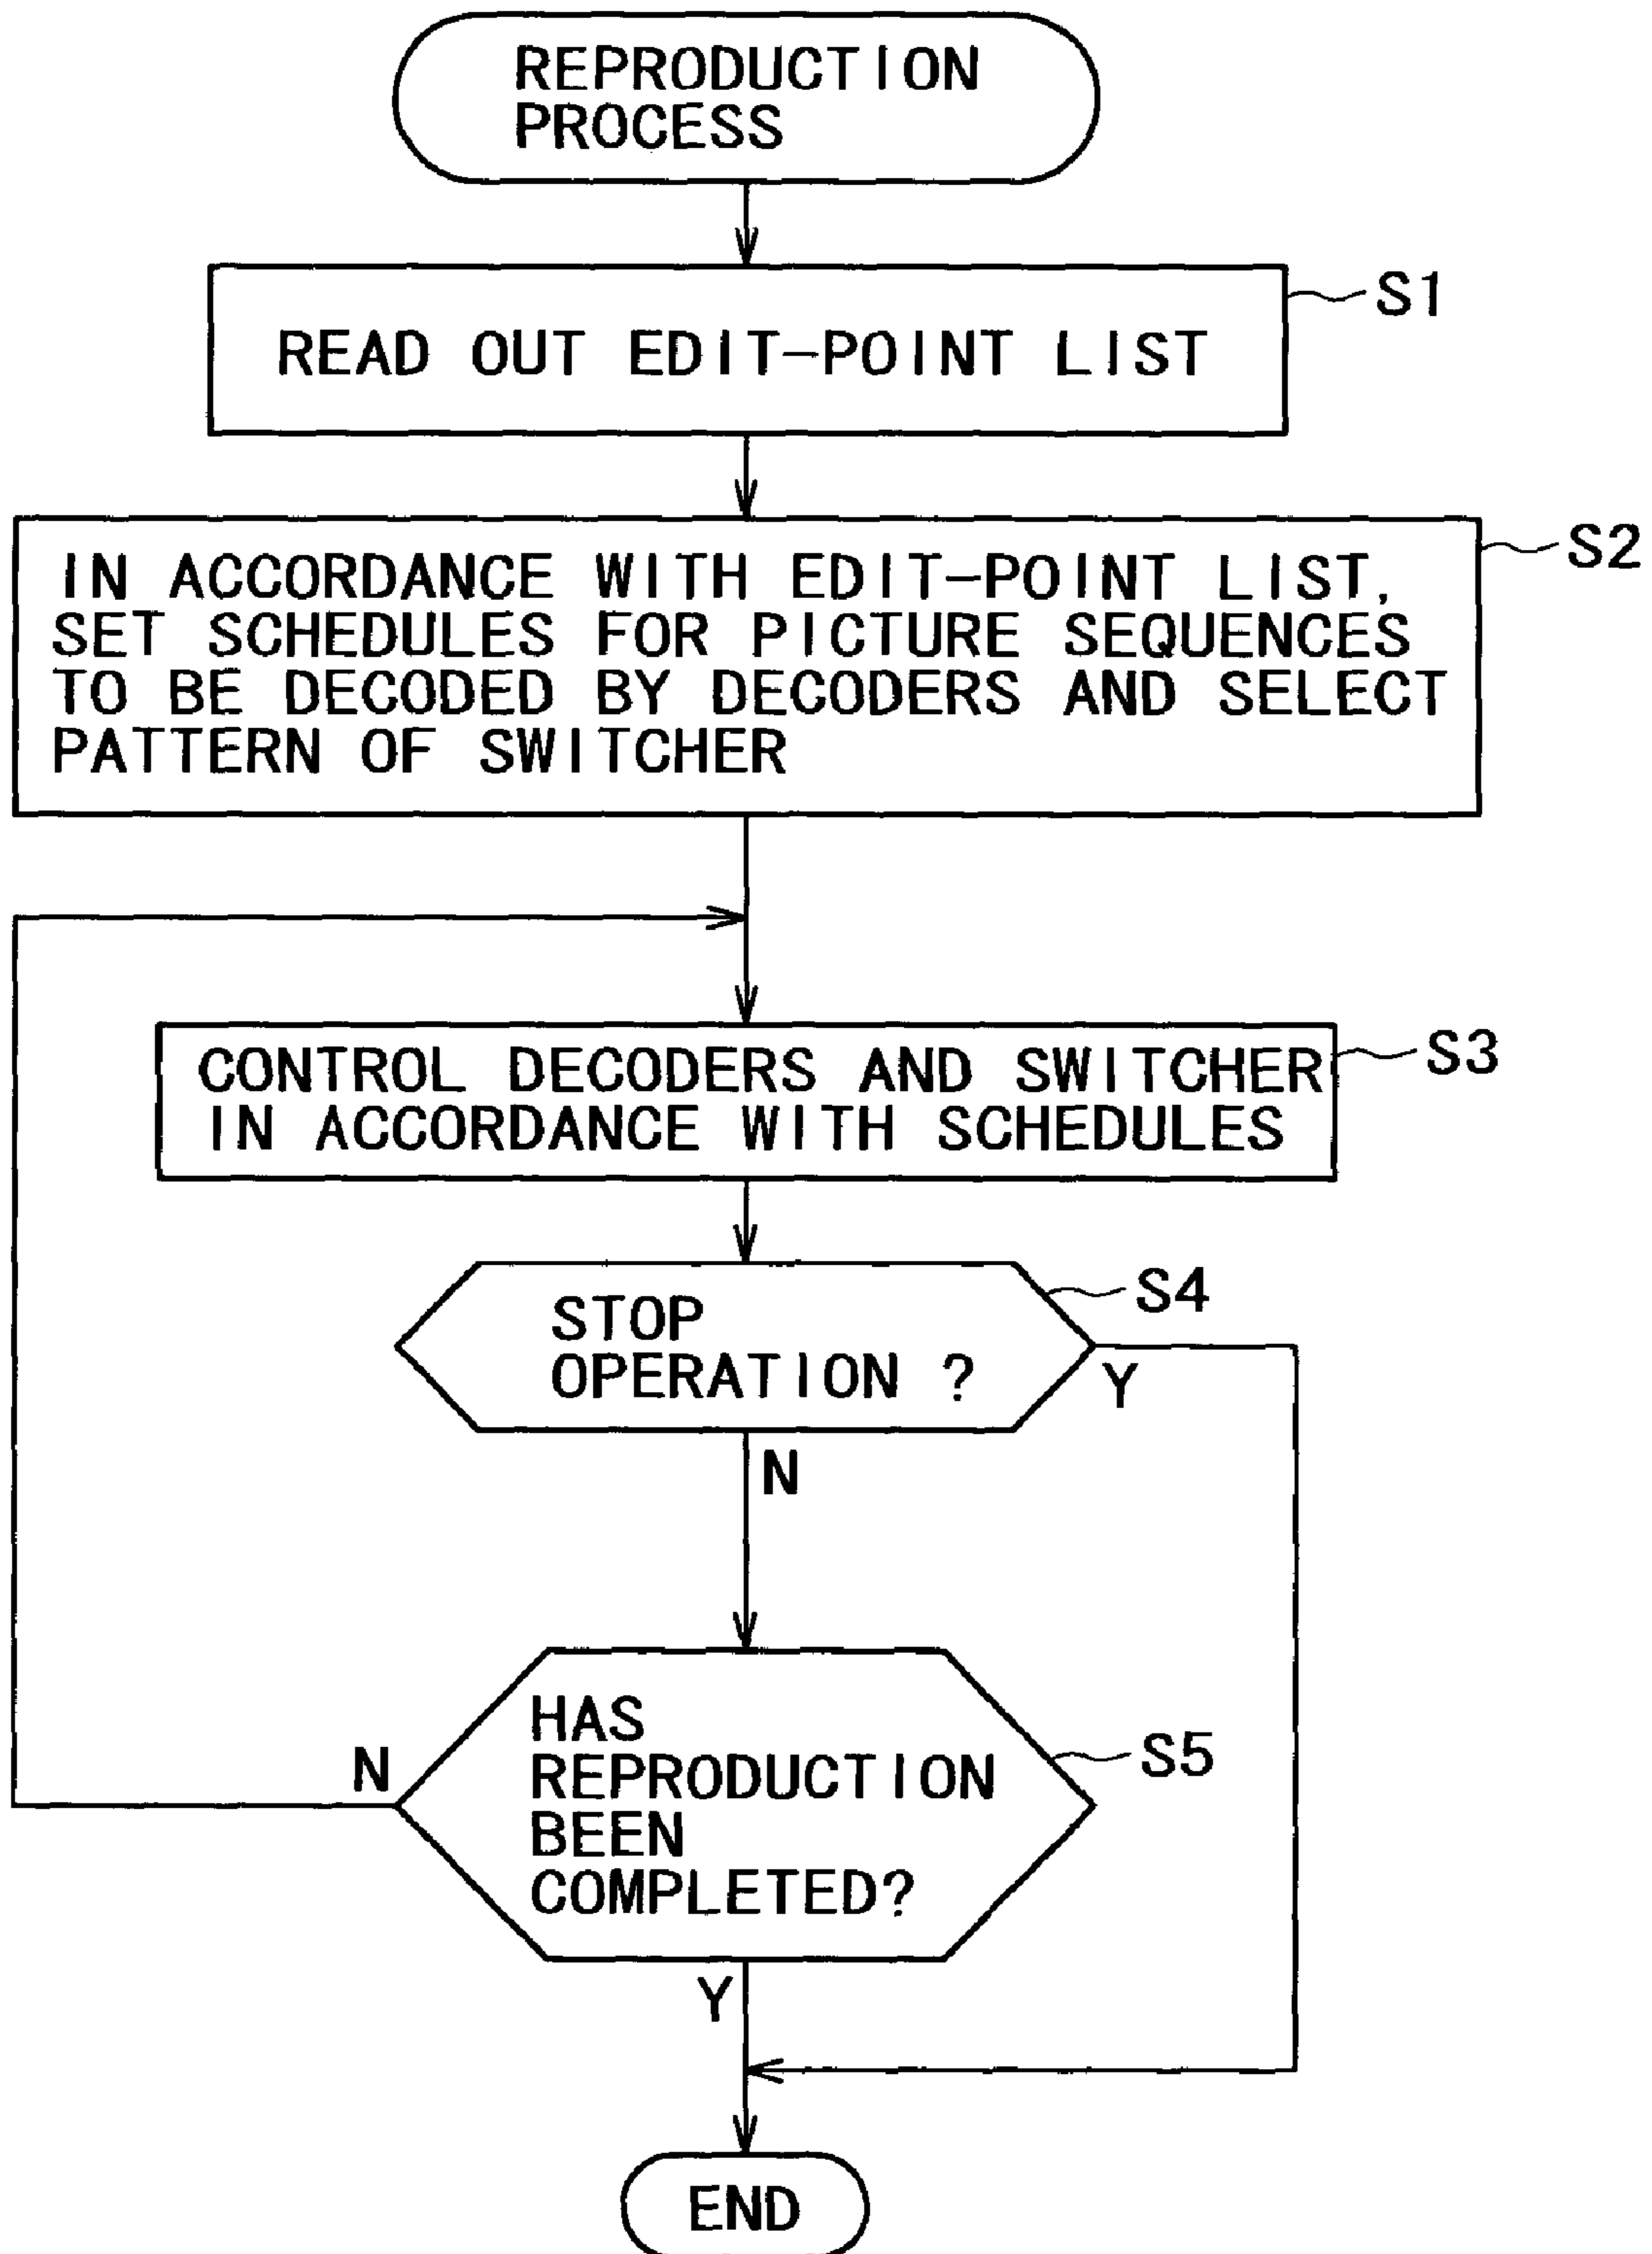 REPRODUCTION
PROCESS
S1
READ OUT EDIT-POINT LIST
S2
IN ACCORDANCE WITH EDIT-POINT LIST,
SET SCHEDULES FOR PICTURE SEQUENCES
TO BE DECODED BY DECODERS AND SELECT
PATTERN OF SWITCHER
S3
CONTROL DECODERS AND SWITCHER
IN ACCORDANCE WITH SCHEDULES
S4
STOP
OPERATION ?
Y
N
HAS
S5
N
REPRODUCTION
BEEN
COMPLETED?
Y
END